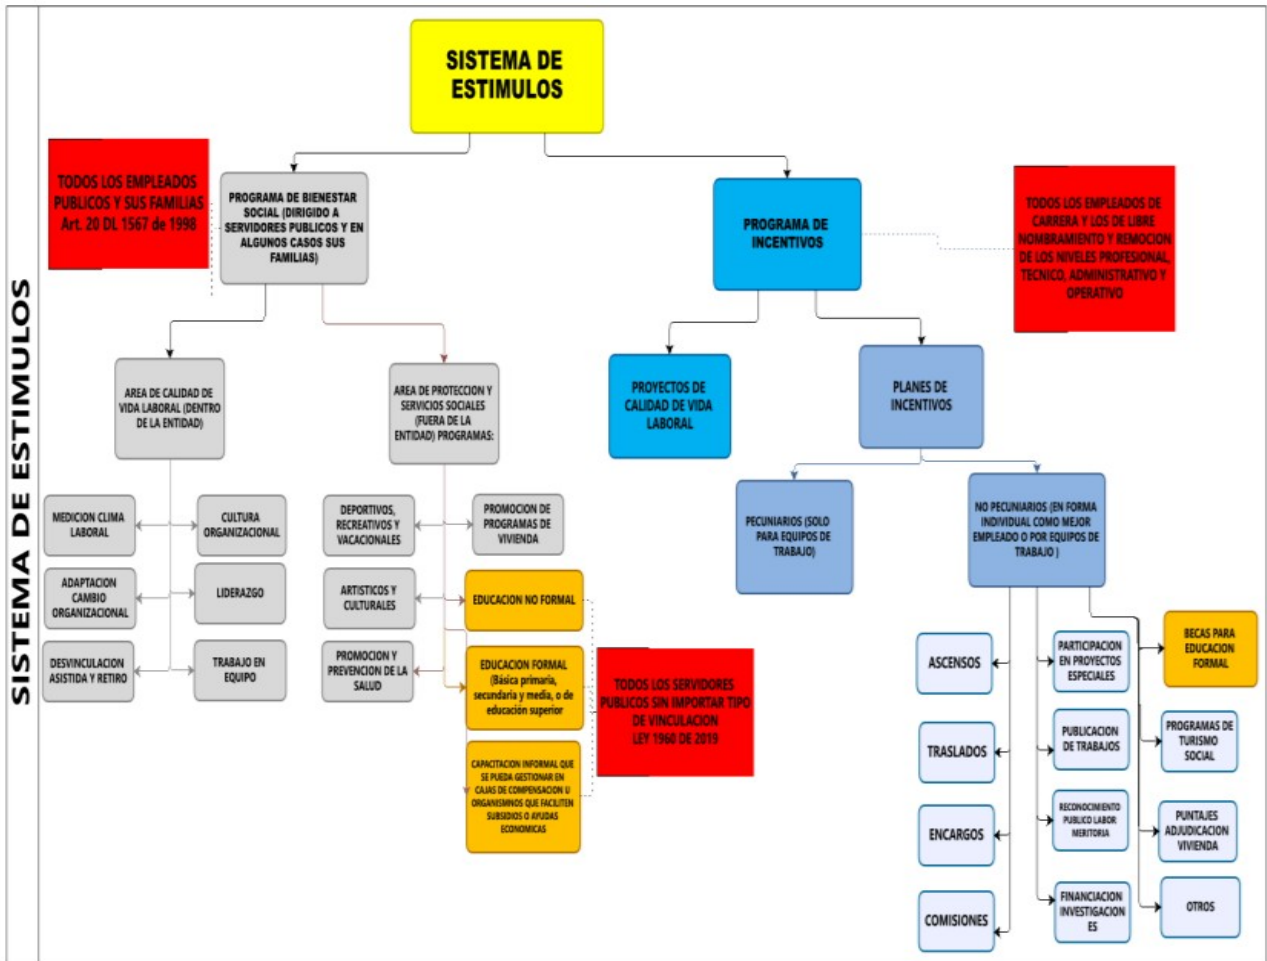 SISTEMA DE ESTIMULOS
SISTEMA DE
ESTIMULOS
TODOS LOS EMPLEADOS
PUBLICOS Y SUS FAMILIAS
Art. 20 DL 1567 de 1998
PROGRAMA DE BIENESTAR
SOCIAL (DIRIGIDO A
SERVIDORES PUBLICOS Y EN
ALGUNOS CASOS SUS
FAMILIAS)
PROGRAMA DE
INCENTIVOS
TODOS LOS EMPLEADOS DE
CARRERA Y LOS DE LIBRE
NOMBRAMIENTO Y REMOCION
DE LOS NIVELES PROFESIONAL,
TECNICO, ADMINISTRATIVO Y
OPERATIVO
AREA DE CALIDAD DE
VIDA LABORAL (DENTRO
DE LA ENTIDAD)
AREA DE PROTECCION Y
SERVICIOS SOCIALES
(FUERA DE LA
ENTIDAD) PROGRAMAS:
PROYECTOS DE
CALIDAD DE VIDA
LABORAL
PLANES DE
INCENTIVOS
MEDICION CLIMA
LABORAL
CULTURA
ORGANIZACIONAL
ADAPTACION
CAMBIO
ORGANIZACIONAL
LIDERAZGO
DESVINCULACION
ASISTIDA Y RETIRO
TRABAJO EN
EQUIPO
DEPORTIVOS,
RECREATIVOS Y
VACACIONALES
PROMOCION DE
PROGRAMAS DE
VIVIENDA
ARTISTICOS Y
CULTURALES
EDUCACION NO FORMAL
PROMOCION Y
PREVENCION DE LA
SALUD
EDUCACION FORMAL
(Básica primaria,
secundaria y media, o de
educación superior
CAPACITACION INFORMAL QUE
SE PUEDA GESTIONAR EN
CAJAS DE COMPENSACION U
ORGANISMNOS QUE FACILITEN
SUBSIDIOS O AYUDAS
ECONOMICAS
TODOS LOS SERVIDORES
PUBLICOS SIN IMPORTAR TIPO
DE VINCULACION
LEY 1960 DE 2019
PECUNIARIOS (SOLO
PARA EQUIPOS DE
TRABAJO)
NO PECUNIARIOS (EN FORMA
INDIVIDUAL COMO MEJOR
EMPLEADO O POR EQUIPOS DE
TRABAJO )
ASCENSOS
TRASLADOS
ENCARGOS
COMISIONES
PARTICIPACION
EN PROYECTOS
ESPECIALES
PUBLICACION
DE TRABAJOS
RECONOCIMIENTO
PUBLICO LABOR
MERITORIA
FINANCIACION
INVESTIGACION
ES
BECAS PARA
EDUCACION
FORMAL
PROGRAMAS DE
TURISMO
SOCIAL
PUNTAJES
ADJUDICACION
VIVIENDA
OTROS